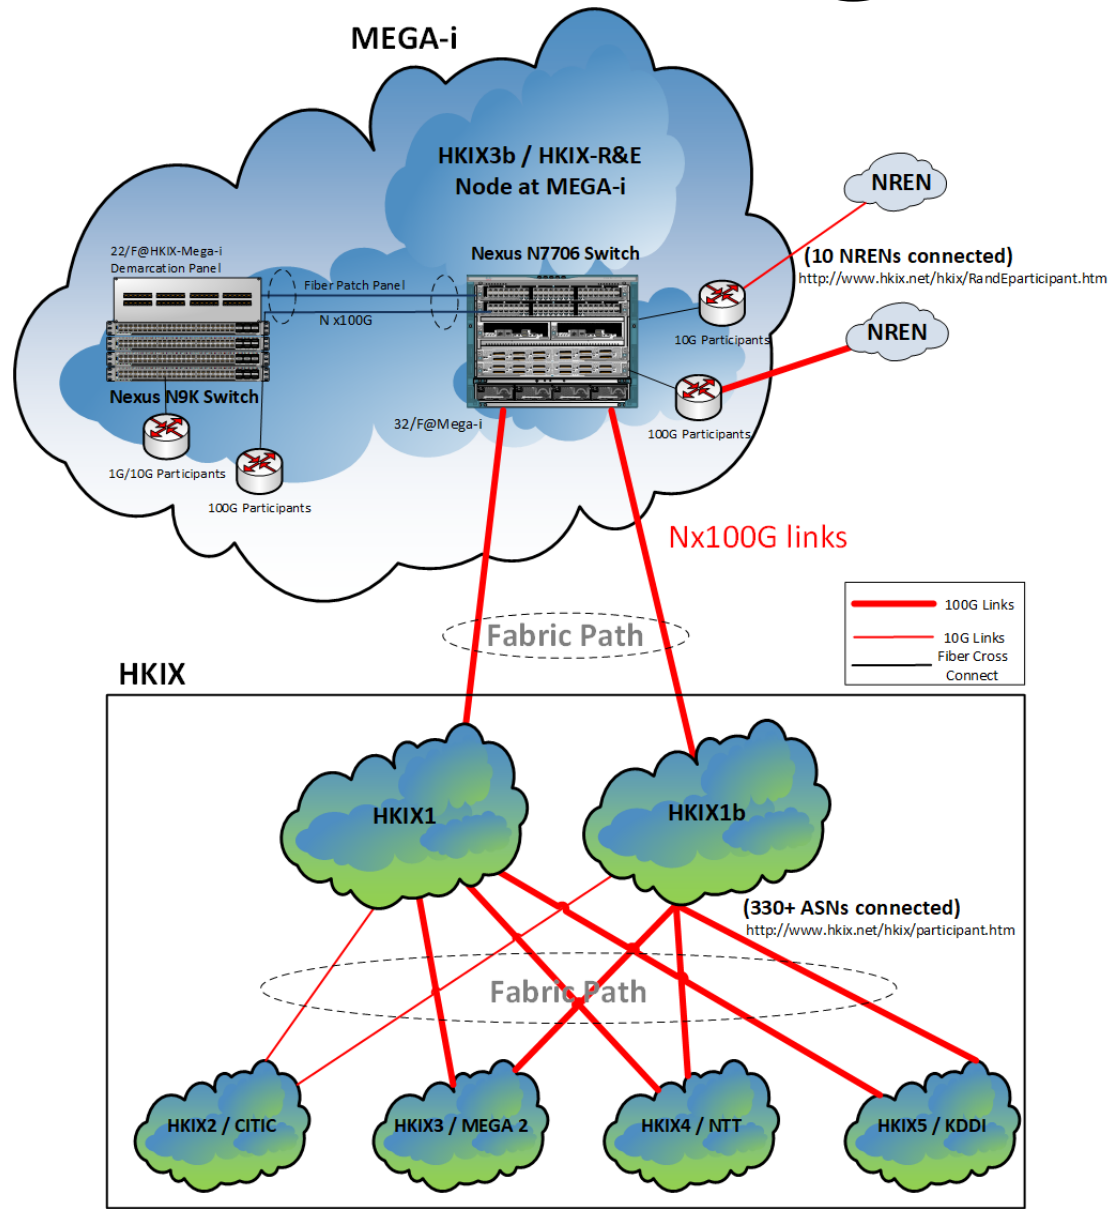 MEGA-i
HKIX3b / HKIX-R&E
Node at MEGA-i
NREN
22/F@HKIX-Mega-i
Demarcation Panel
Nexus N7706 Switch
(10 NRENs connected)
http://www.hkix.net/hkix/RandEparticipant.htm
Fiber Patch Panel
N x100G
10G Participants
NREN
Nexus N9K Switch
32/F@Mega-i
100G Participants
1G/10G Participants
100G Participants
Nx100G links
100G Links
10G Links
Fiber Cross
Connect
Fabric Path
HKIX
HKIX1
HKIX1b
(330+ ASNs connected)
http://www.hkix.net/hkix/participant.htm
Fabric Path
HKIX2 / CITIC
HKIX3 / MEGA 2
HKIX4 / NTT
HKIX5 / KDDI